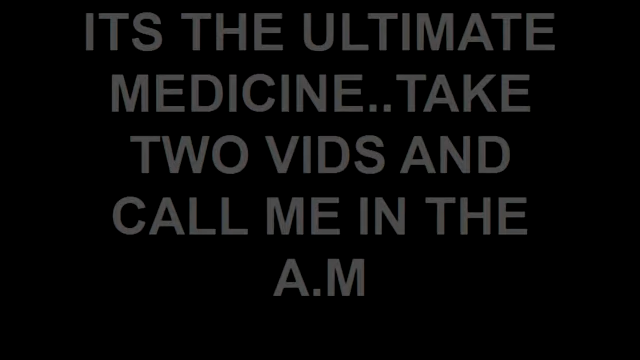 ITS THE ULTIMATE
MEDICINE..TAKE
TWO VIDS AND
CALL ME IN THE
A.M